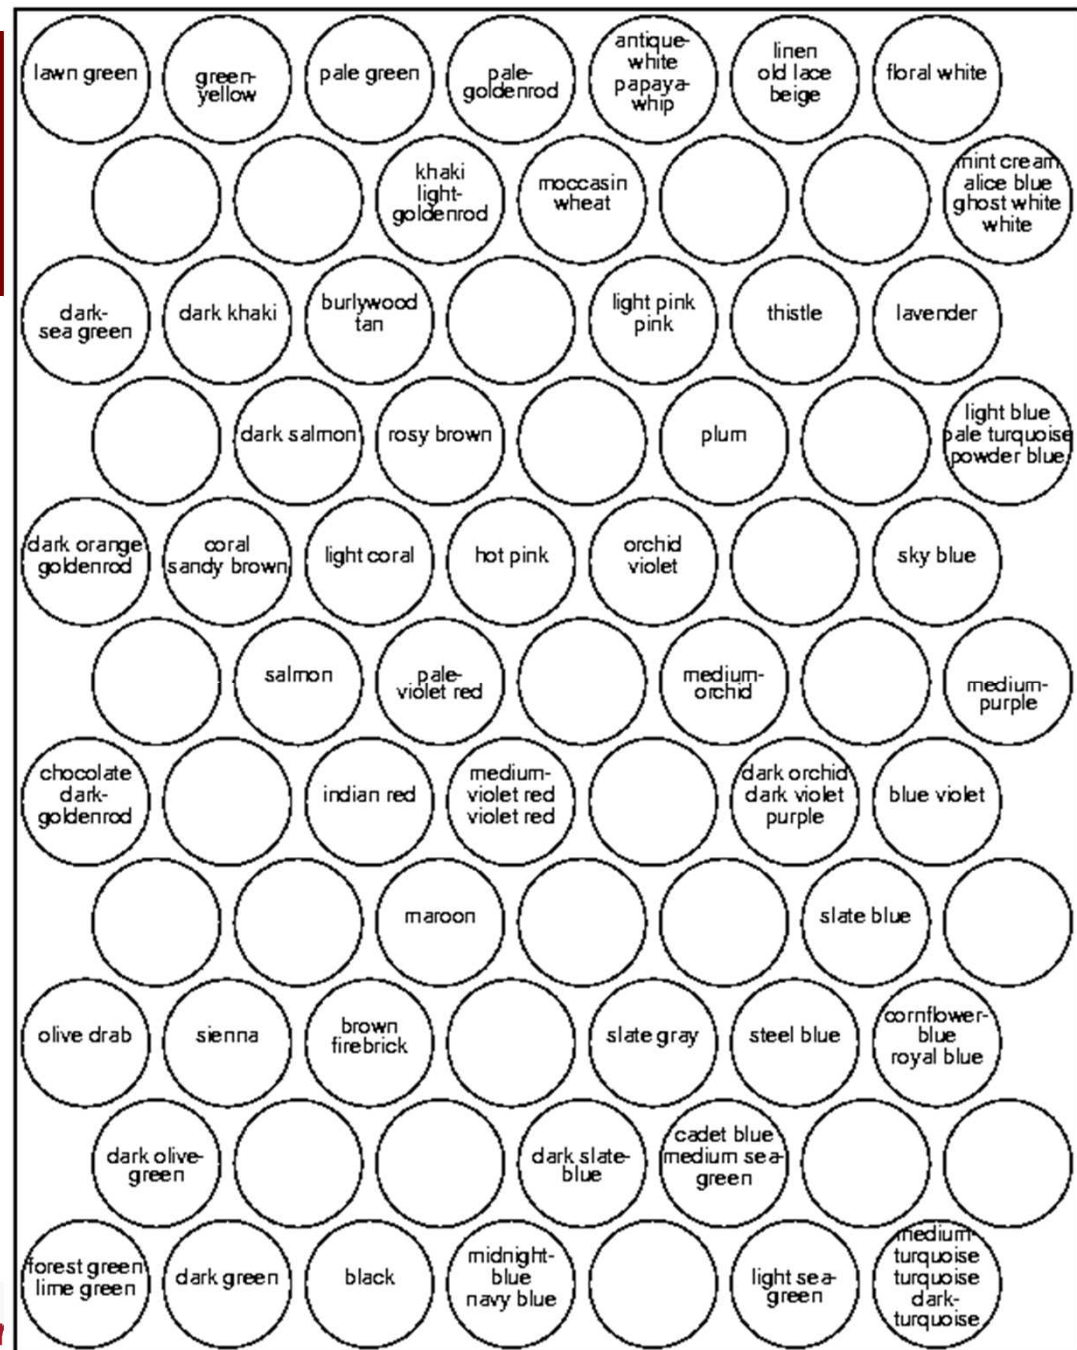 lawn green
green-
yellow
pale green
pale-
goldenrod
antique-
white
papaya-
whip
linen
old lace
beige
floral white
khaki
light-
goldenrod
moccasin
wheat
mint cream
alice blue
ghost white
white
dark-
sea green
dark khaki
burlywood
tan
light pink
pink
thistle
lavender
dark salmon
rosy brown
plum
light blue
pale turquoise
powder blue
dark orange
goldenrod
coral
sandy brown
light coral
hot pink
orchid
violet
sky blue
salmon
pale-
violet red
medium-
orchid
medium-
purple
chocolate
dark-
goldenrod
indian red
medium-
violet red
violet red
dark orchid
dark violet
purple
blue violet
maroon
slate blue
olive drab
sienna
brown
firebrick
slate gray
steel blue
cornflower-
blue
royal blue
dark olive-
green
dark slate-
blue
cadet blue
medium sea-
green
forest green
lime green
dark green
black
midnight-
blue
navy blue
light sea-
green
medium-
turquoise
turquoise
dark-
turquoise